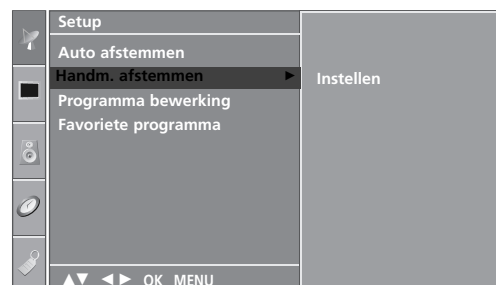 Setup
Auto afstemmen
Handm. afstemmen ►
Instellen
Programma bewerking
Favoriete programma
▲▼ ◄► OK MENU